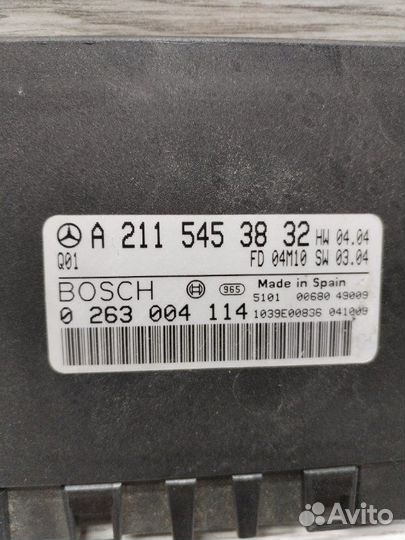 A 211 545 38 32 HW 04.04
Q01 FD 04M10 SW 03.04
BOSCH 965 Made in Spain
5101 00680 49009
0 263 004 114 1039E00836 041009
Avito